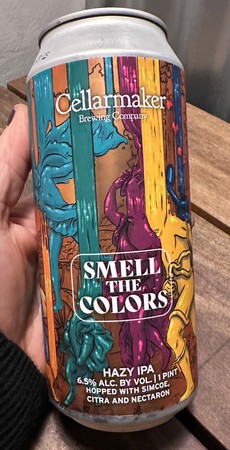 Cellarmaker
Brewing Company
SMELL
THE
COLORS
HAZY IPA
6.5% ALC. BY VOL. | 1 PINT
HOPPED WITH SIMCOE,
CITRA AND NECTARON